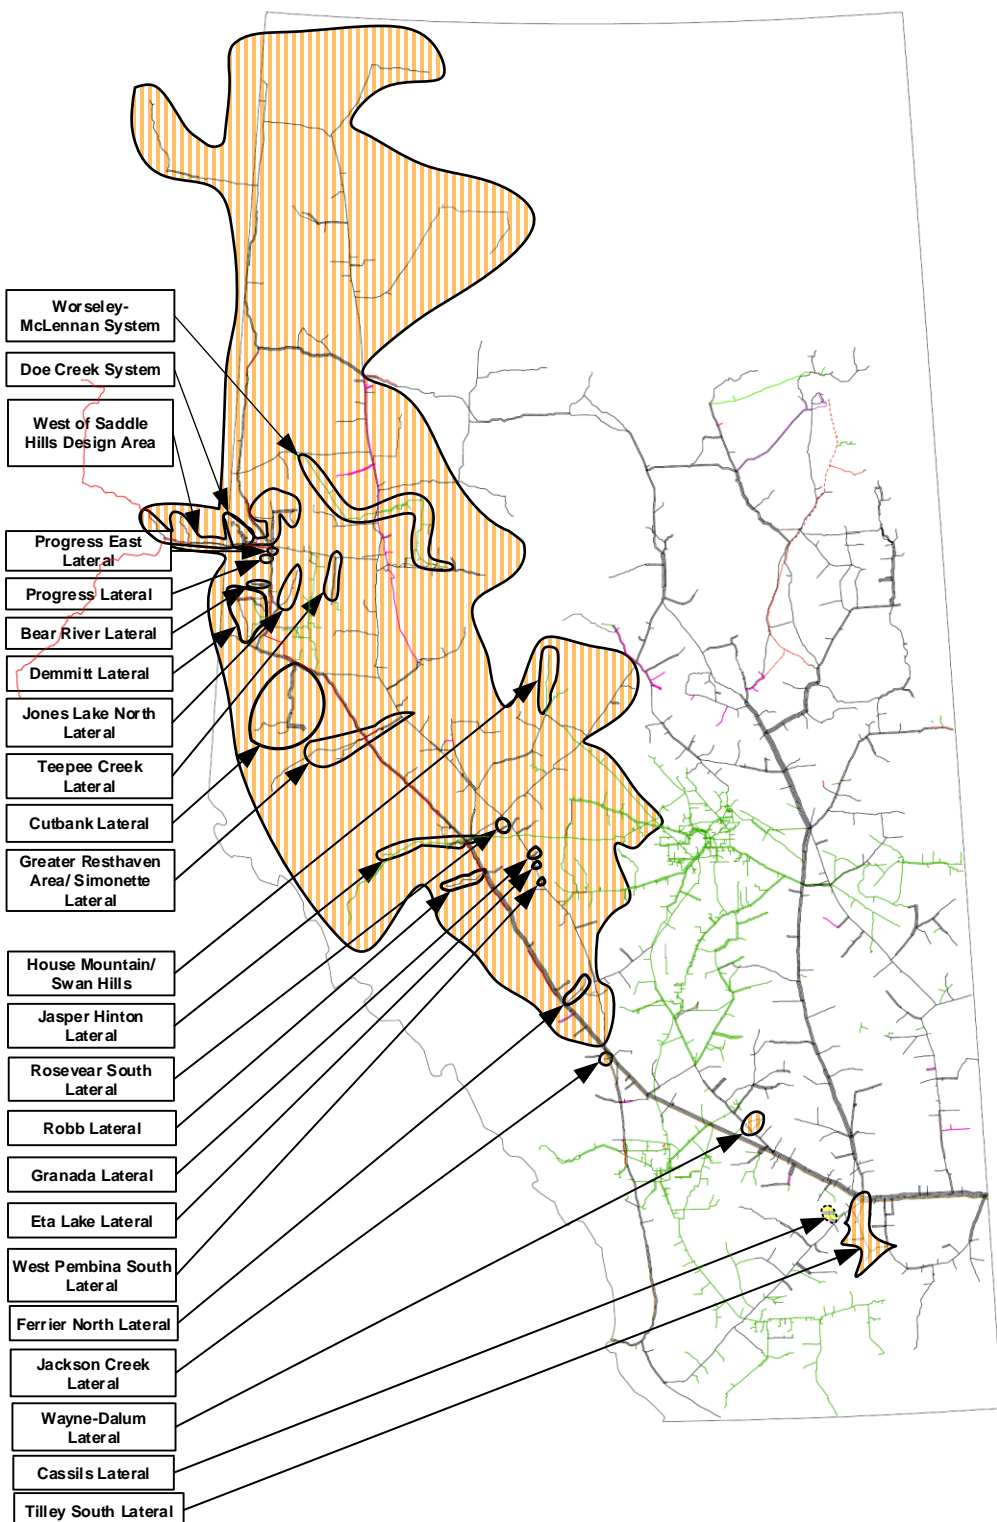 Worseley-
McLennan System
Doe Creek System
West of Saddle
Hills Design Area
Progress East
Lateral
Progress Lateral
Bear River Lateral
Demmitt Lateral
Jones Lake North
Lateral
Teepee Creek
Lateral
Cutbank Lateral
Greater Resthaven
Area/ Simonette
Lateral
House Mountain/
Swan Hills
Jasper Hinton
Lateral
Rosevear South
Lateral
Robb Lateral
Granada Lateral
Eta Lake Lateral
West Pembina South
Lateral
Ferrier North Lateral
Jackson Creek
Lateral
Wayne-Dalum
Lateral
Cassils Lateral
Tilley South Lateral